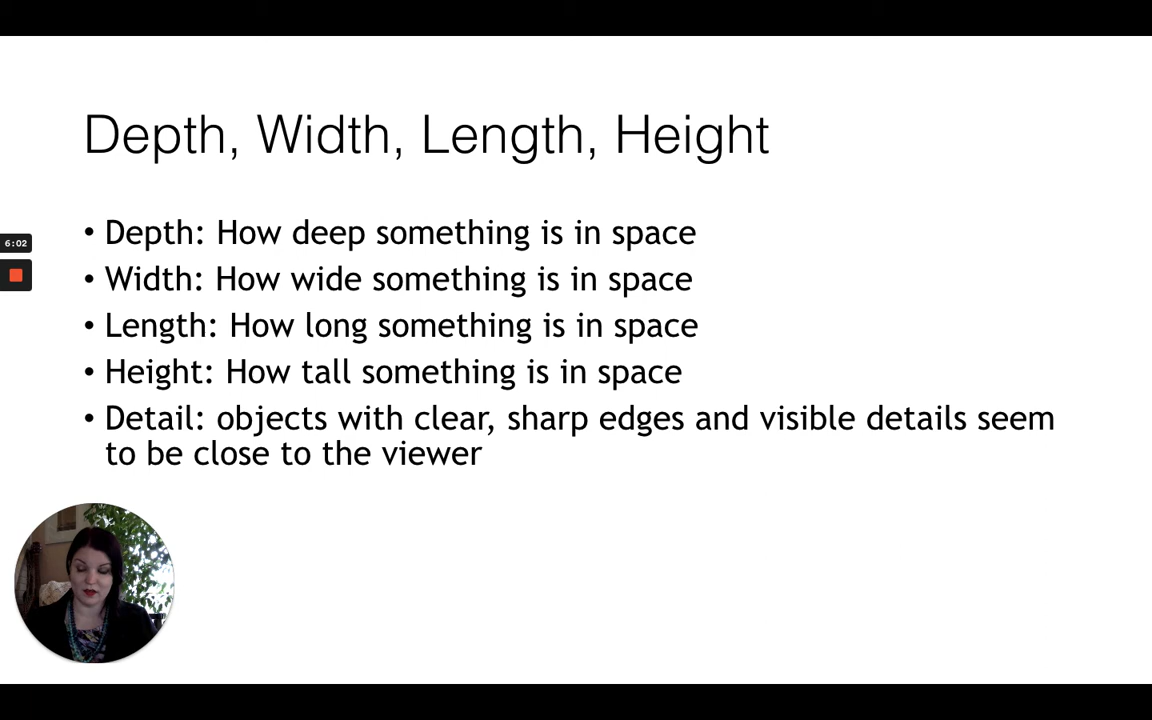 Depth, Width, Length, Height
• Depth: How deep something is in space
• Width: How wide something is in space
6:02
• Length: How long something is in space
• Height: How tall something is in space
• Detail: objects with clear, sharp edges and visible details seem
to be close to the viewer